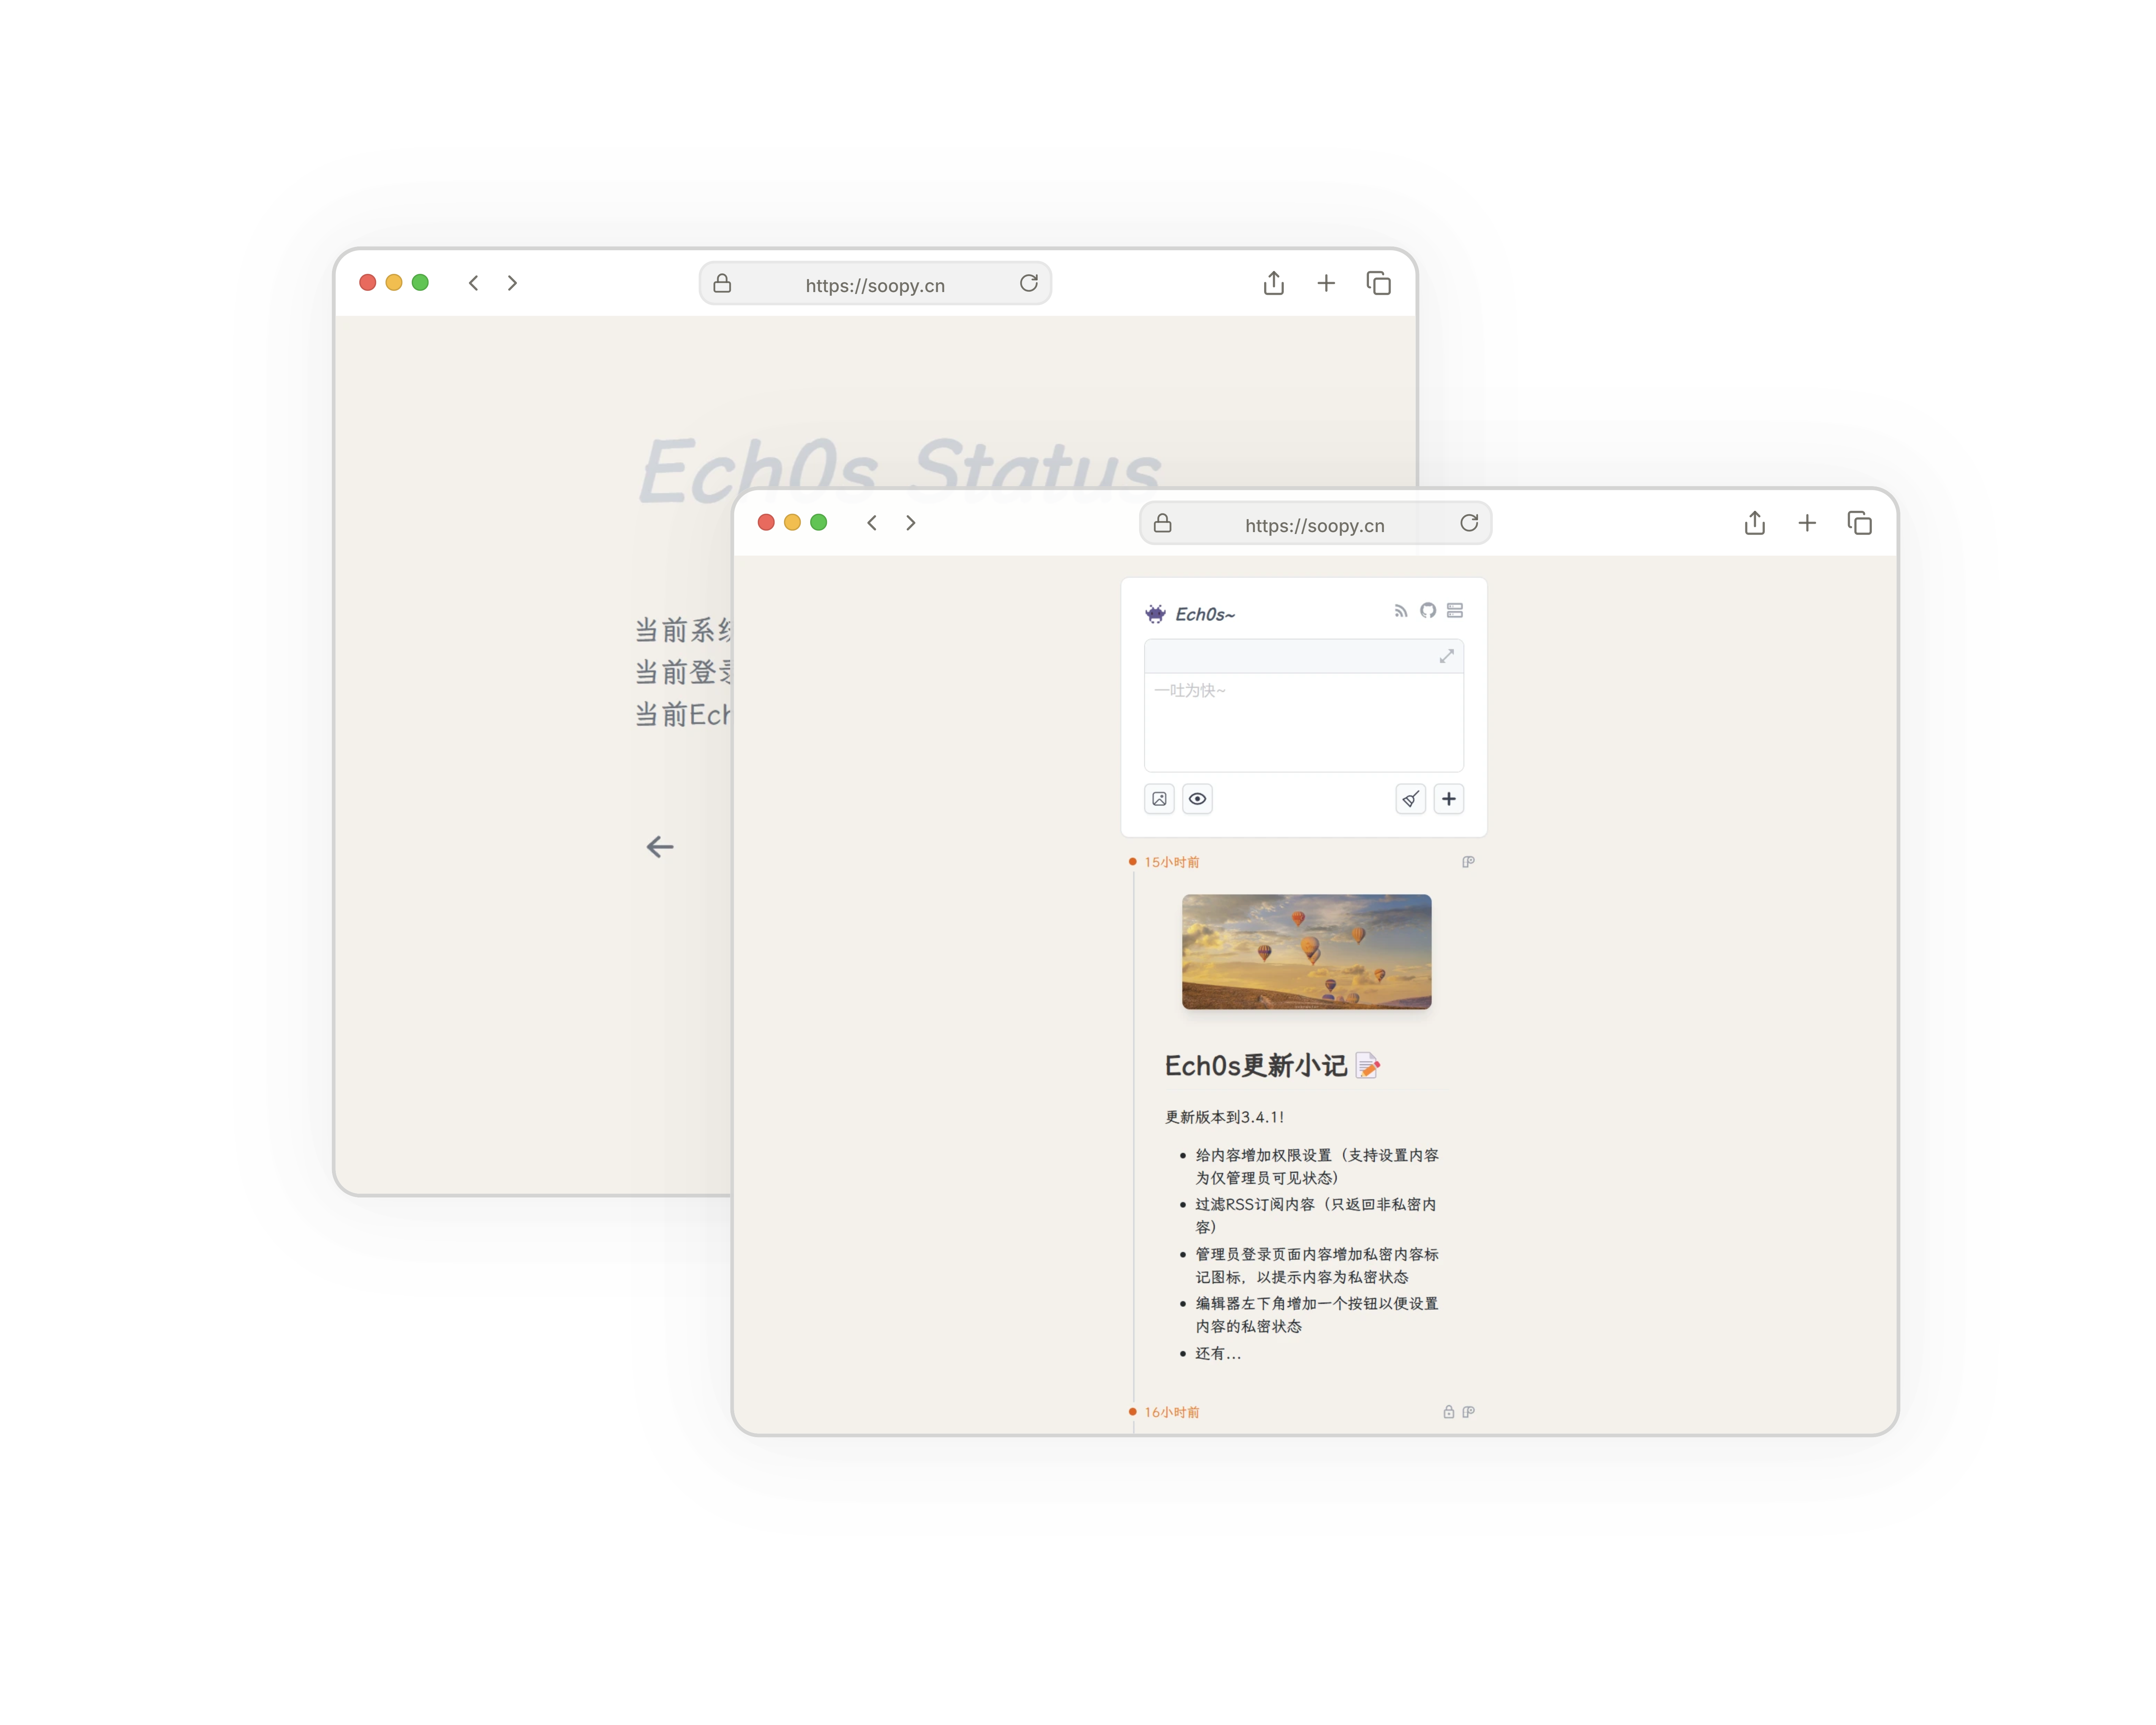 https://soopy.cn
Ech0s Status
当前系
当前登
当前Ech
https://soopy.cn
Ech0s~
一吐为快~
15小时前
Ech0s更新小记
更新版本到3.4.1!
给内容增加权限设置（支持设置内容
为仅管理员可见状态）
过滤RSS订阅内容（只返回非私密内
容）
管理员登录页面内容增加私密内容标
记图标，以提示内容为私密状态
编辑器左下角增加一个按钮以便设置
内容的私密状态
还有...
16小时前